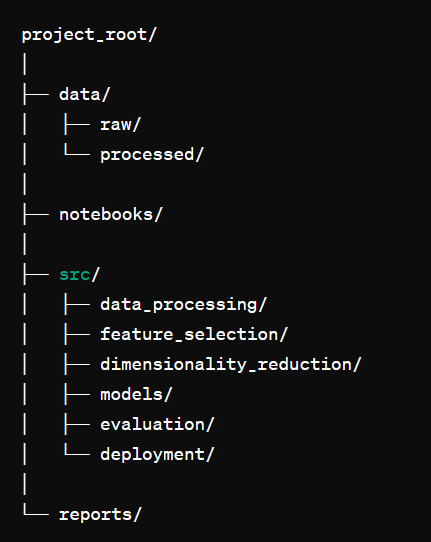 project_root/
│
├── data/
│   ├── raw/
│   └── processed/
│
├── notebooks/
│
├── src/
│   ├── data_processing/
│   ├── feature_selection/
│   ├── dimensionality_reduction/
│   ├── models/
│   ├── evaluation/
│   └── deployment/
│
└── reports/